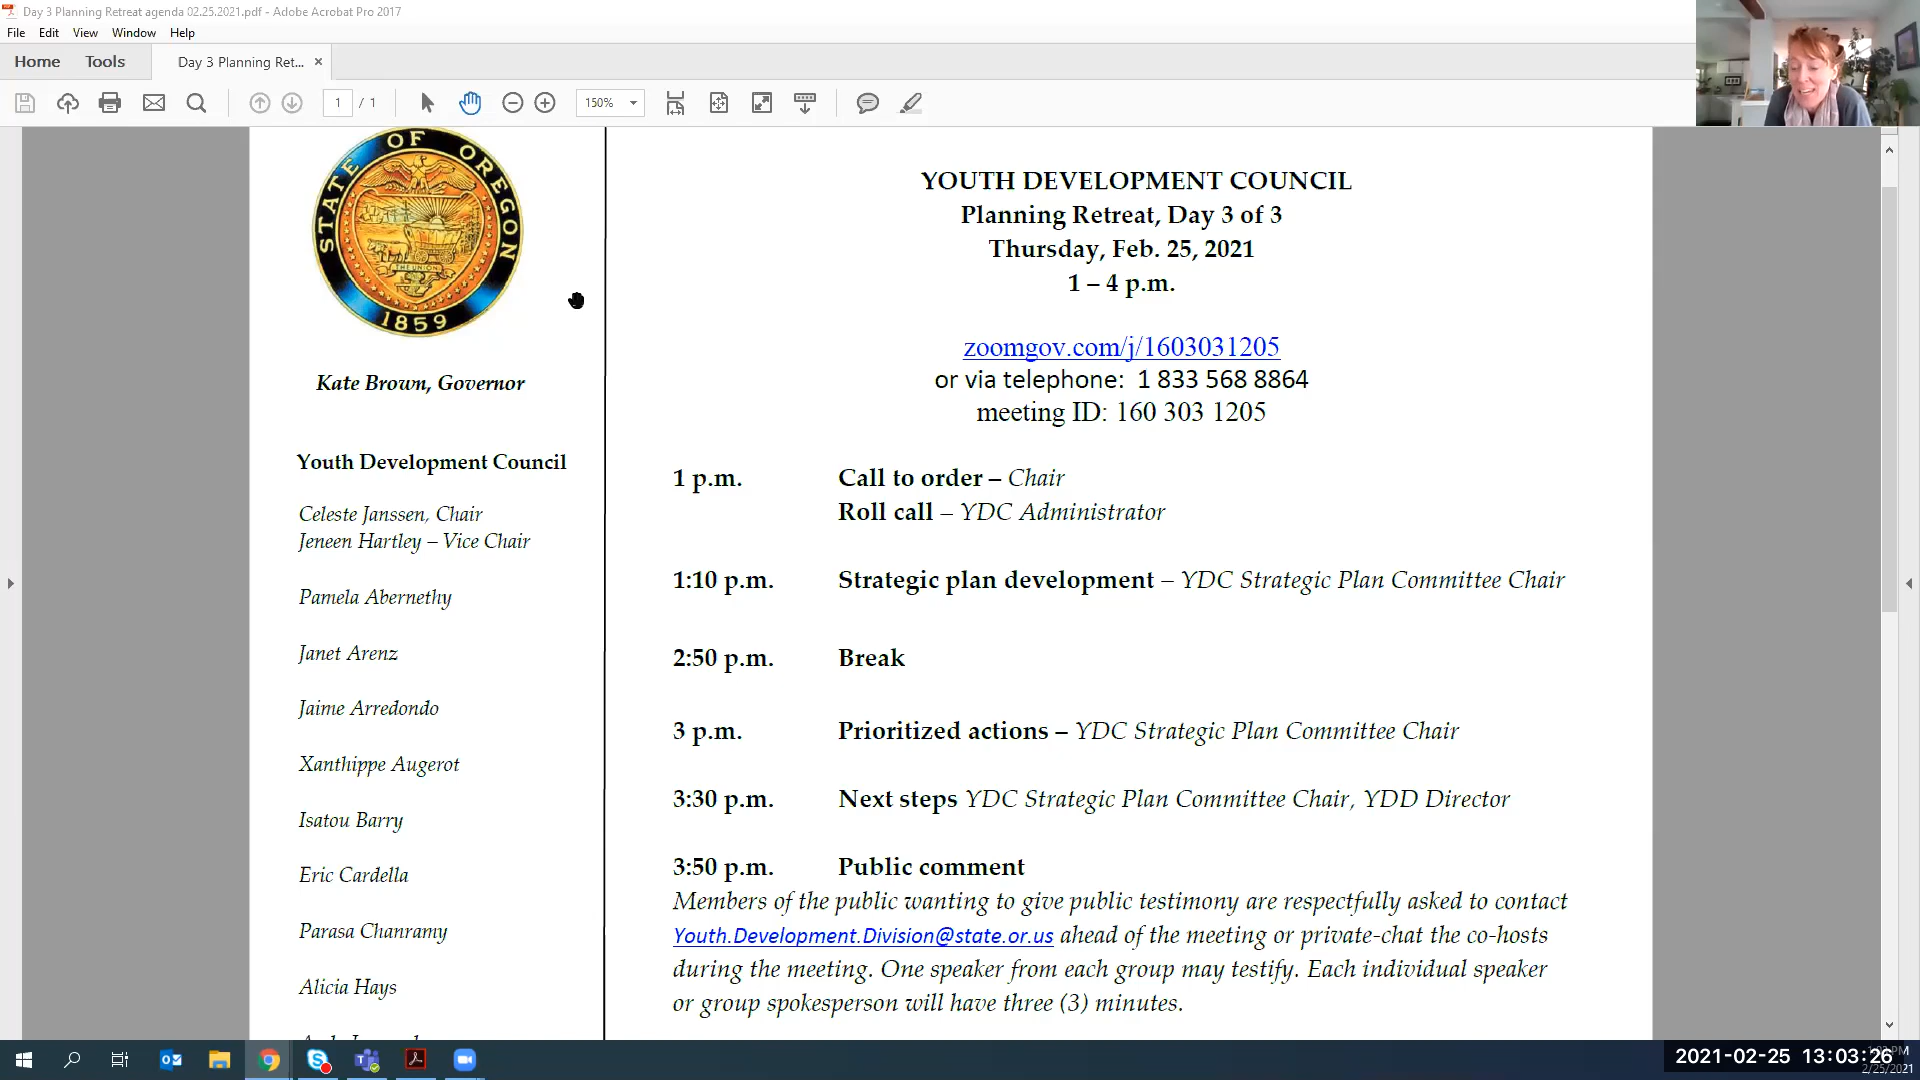 Day 3 Planning Retreat agenda 02.25.2021.pdf - Adobe Acrobat Pro 2017
File Edit View Window Help
Home Tools Day 3 Planning Ret... ×
1 / 1 150%
STATE OF OREGON
THE UNION
1859
Kate Brown, Governor
Youth Development Council
Celeste Janssen, Chair
Jeneen Hartley – Vice Chair
Pamela Abernethy
Janet Arenz
Jaime Arredondo
Xanthippe Augerot
Isatou Barry
Eric Cardella
Parasa Chanramy
Alicia Hays
YOUTH DEVELOPMENT COUNCIL
Planning Retreat, Day 3 of 3
Thursday, Feb. 25, 2021
1 – 4 p.m.
zoomgov.com/j/1603031205
or via telephone: 1 833 568 8864
meeting ID: 160 303 1205
1 p.m. Call to order – Chair
Roll call – YDC Administrator
1:10 p.m. Strategic plan development – YDC Strategic Plan Committee Chair
2:50 p.m. Break
3 p.m. Prioritized actions – YDC Strategic Plan Committee Chair
3:30 p.m. Next steps YDC Strategic Plan Committee Chair, YDD Director
3:50 p.m. Public comment
Members of the public wanting to give public testimony are respectfully asked to contact
Youth.Development.Division@state.or.us ahead of the meeting or private-chat the co-hosts
during the meeting. One speaker from each group may testify. Each individual speaker
or group spokesperson will have three (3) minutes.
2021-02-25 13:03:26
2/25/2021